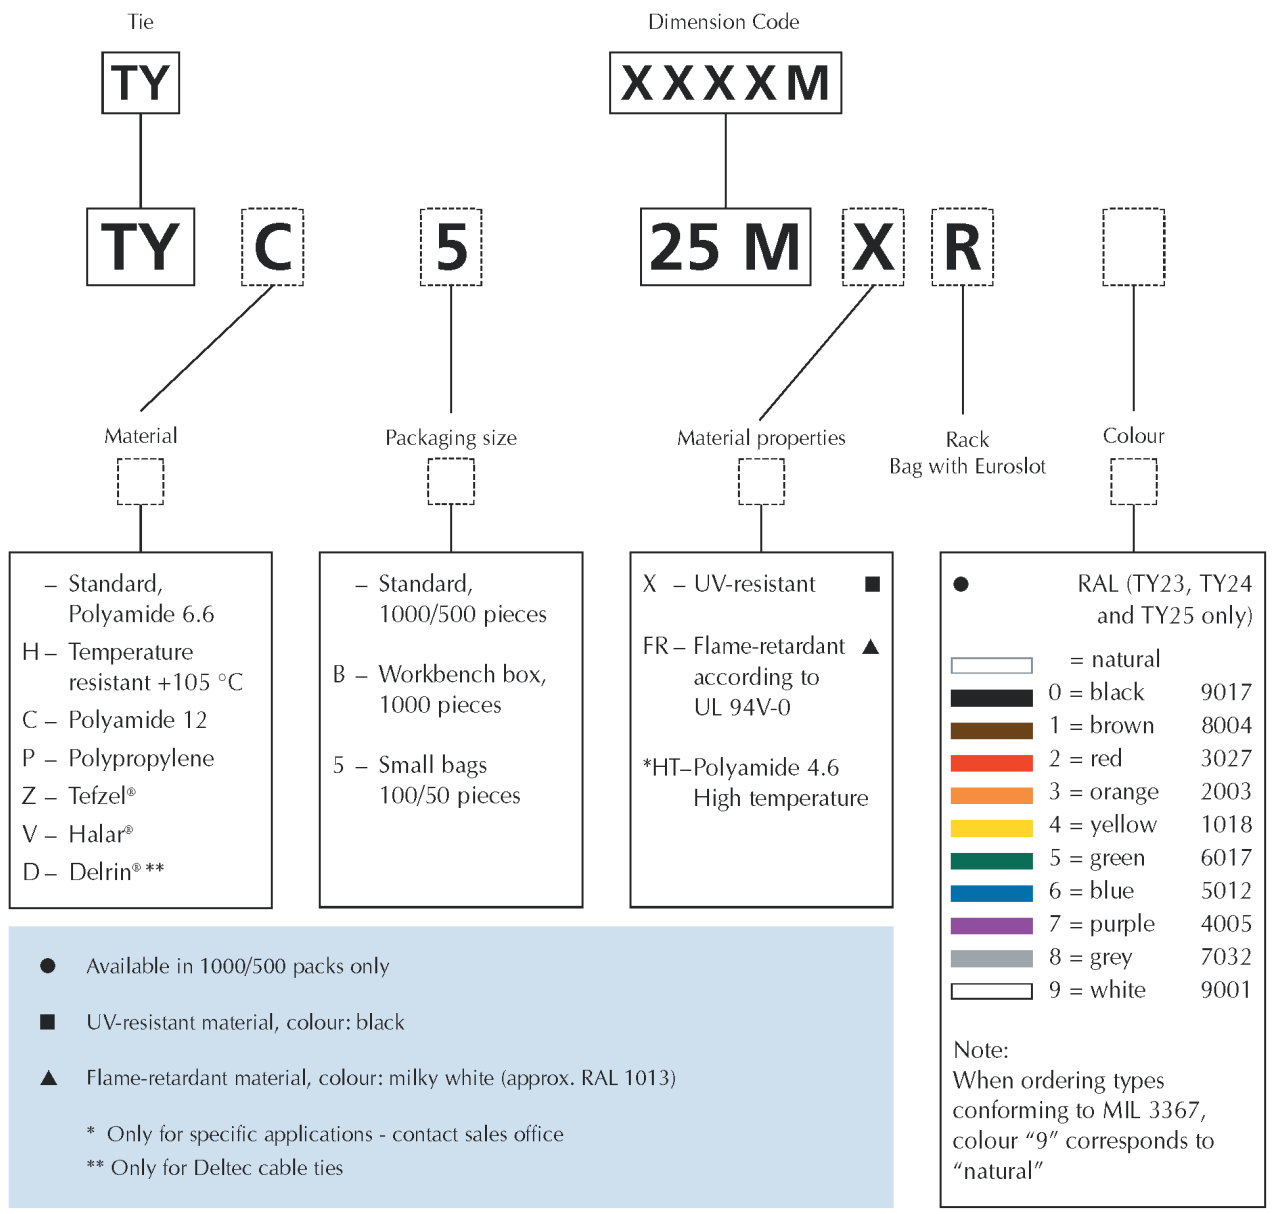 Tie
Dimension Code
TY
XXXXM
TY C 5 25 M X R
Material
Packaging size
Material properties
Rack
Bag with Euroslot
Colour
– Standard,
Polyamide 6.6
H – Temperature
resistant +105 °C
C – Polyamide 12
P – Polypropylene
Z – Tefzel®
V – Halar®
D – Delrin® **
– Standard,
1000/500 pieces
B – Workbench box,
1000 pieces
5 – Small bags
100/50 pieces
X – UV-resistant ■
FR – Flame-retardant ▲
according to
UL 94V-0
*HT–Polyamide 4.6
High temperature
● RAL (TY23, TY24
and TY25 only)
= natural
0 = black 9017
1 = brown 8004
2 = red 3027
3 = orange 2003
4 = yellow 1018
5 = green 6017
6 = blue 5012
7 = purple 4005
8 = grey 7032
9 = white 9001
Note:
When ordering types
conforming to MIL 3367,
colour “9” corresponds to
“natural”
● Available in 1000/500 packs only
■ UV-resistant material, colour: black
▲ Flame-retardant material, colour: milky white (approx. RAL 1013)
* Only for specific applications - contact sales office
** Only for Deltec cable ties